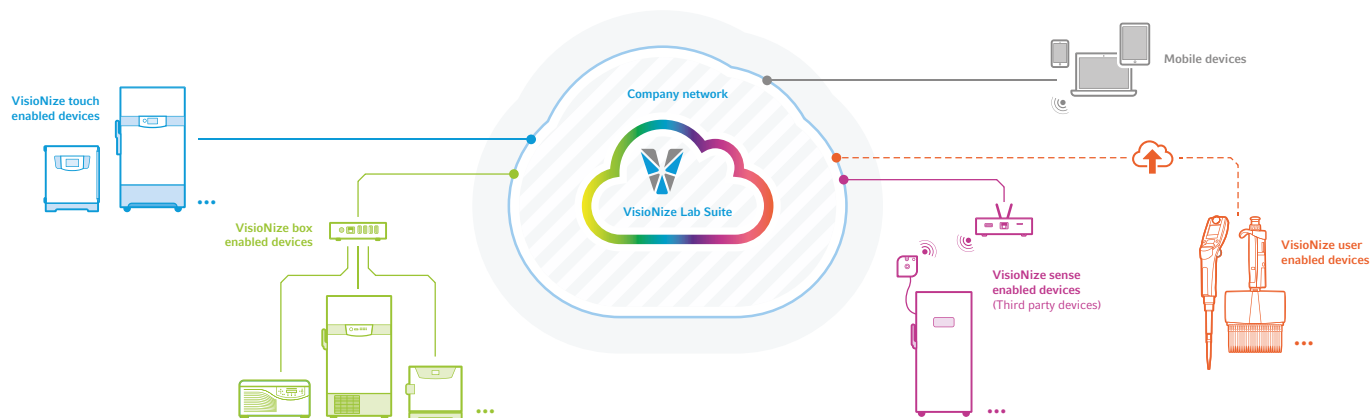 VisioNize touch
enabled devices
...
VisioNize box
enabled devices
...
Company network
VisioNize Lab Suite
Mobile devices
VisioNize sense
enabled devices
(Third party devices)
...
VisioNize user
enabled devices
...